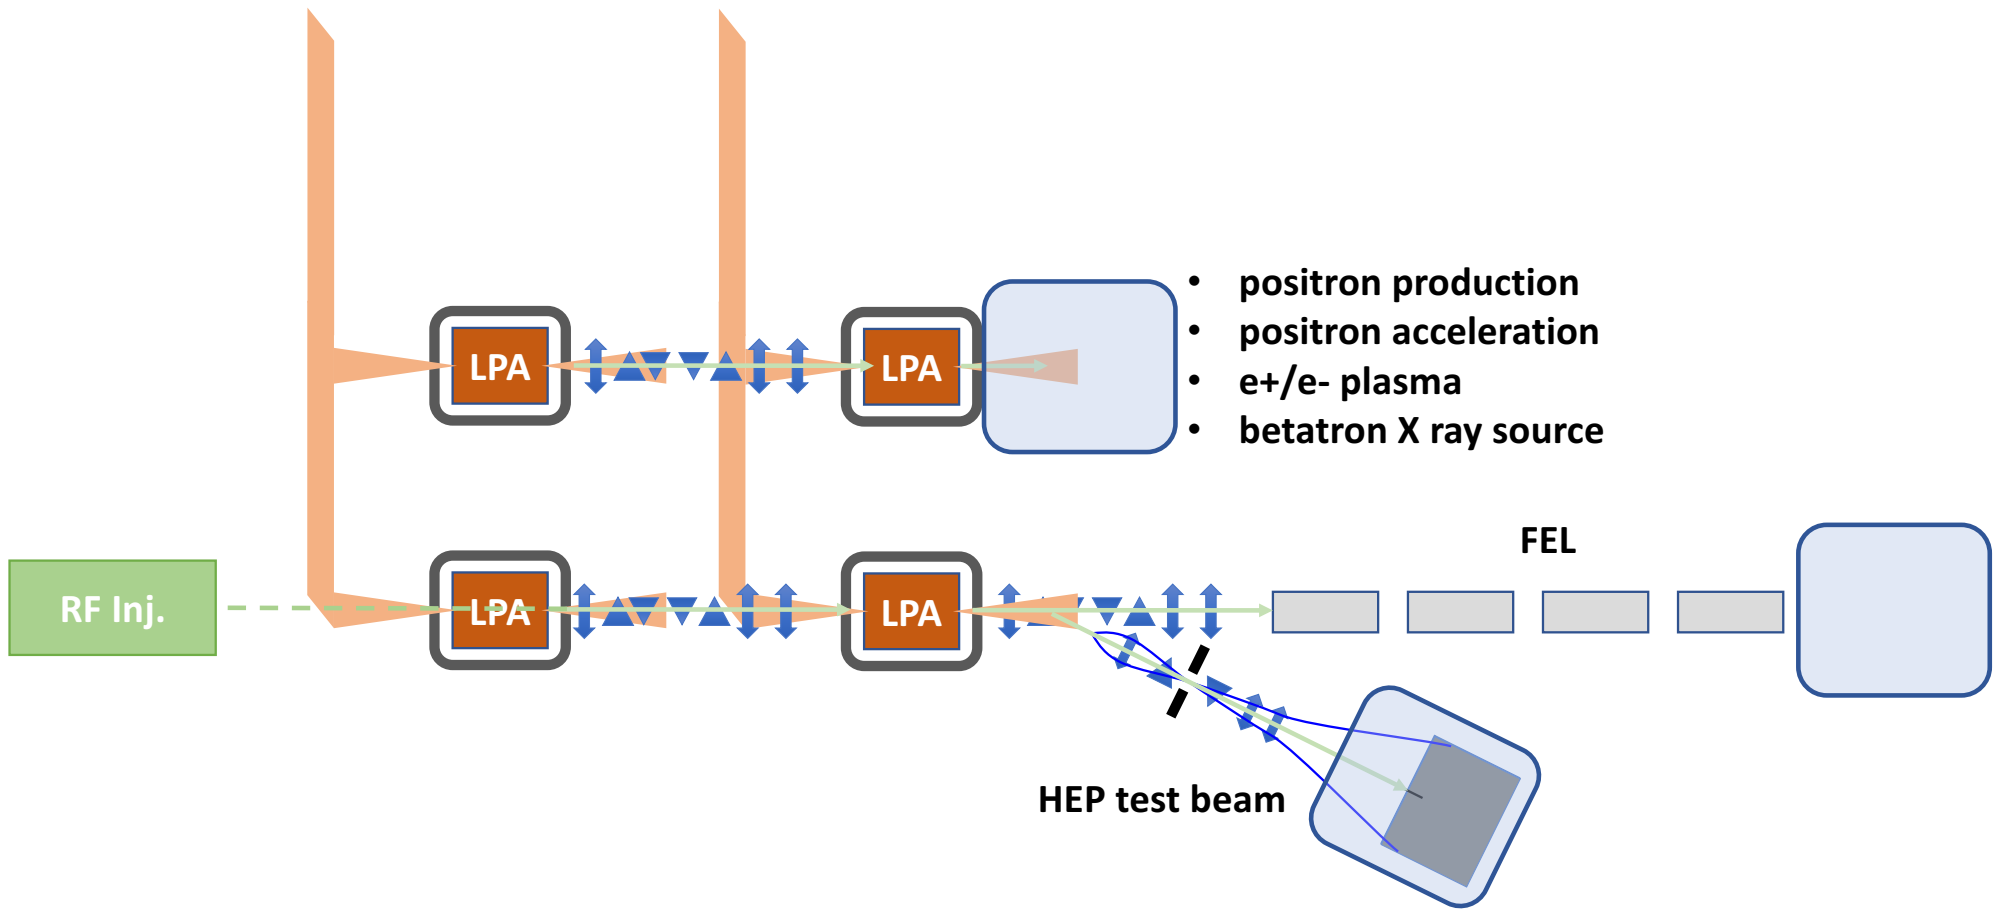 • positron production
• positron acceleration
LPA LPA
• e+/e- plasma
• betatron X ray source
FEL
RF Inj. LPA LPA
HEP test beam